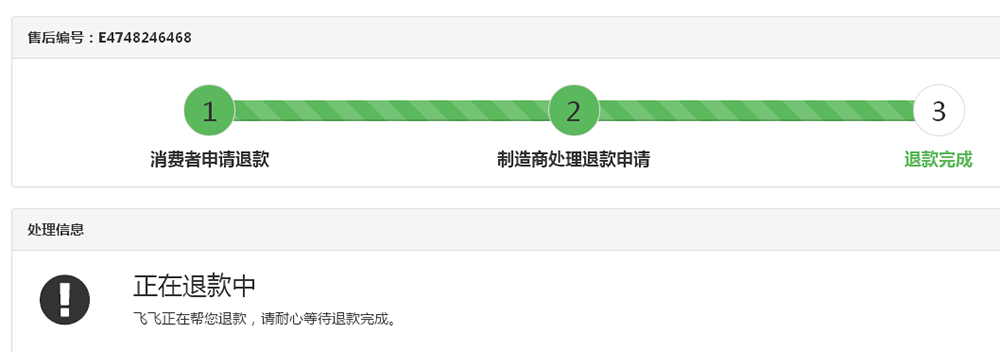 售后编号：E4748246468
1
2
3
消费者申请退款
制造商处理退款申请
退款完成
处理信息
正在退款中
飞飞正在帮您退款，请耐心等待退款完成。